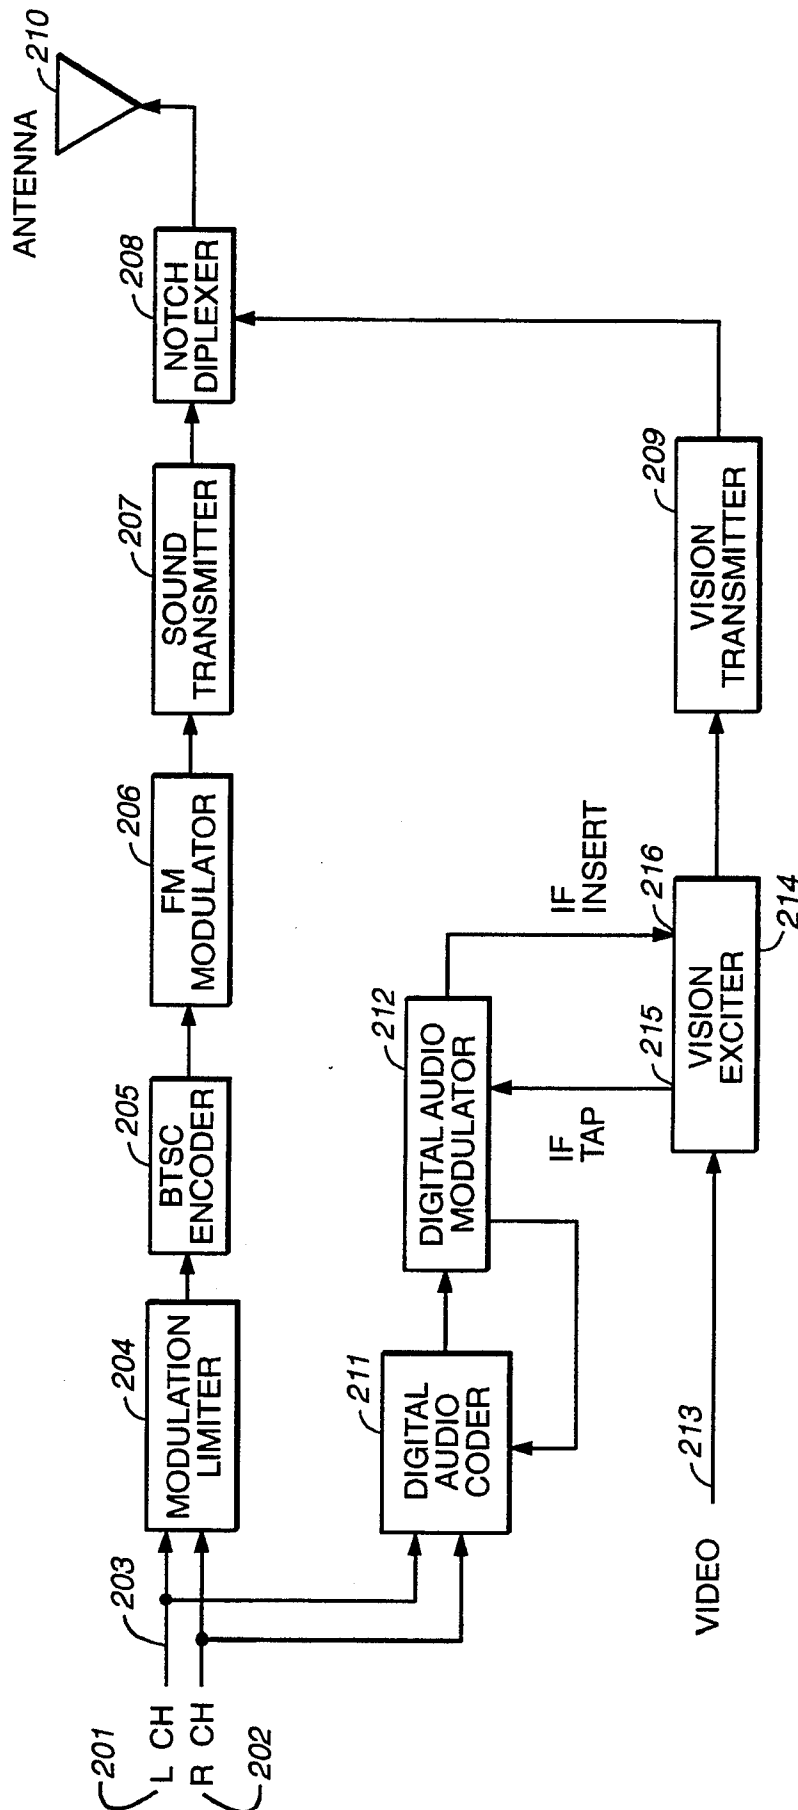 201
L CH
R CH
202
203
204
MODULATION
LIMITER
205
BTSC
ENCODER
206
FM
MODULATOR
207
SOUND
TRANSMITTER
208
NOTCH
DIPLEXER
ANTENNA
210
211
DIGITAL
AUDIO
CODER
212
DIGITAL AUDIO
MODULATOR
IF
TAP
IF
INSERT
VIDEO
213
215
216
VISION
EXCITER
214
209
VISION
TRANSMITTER